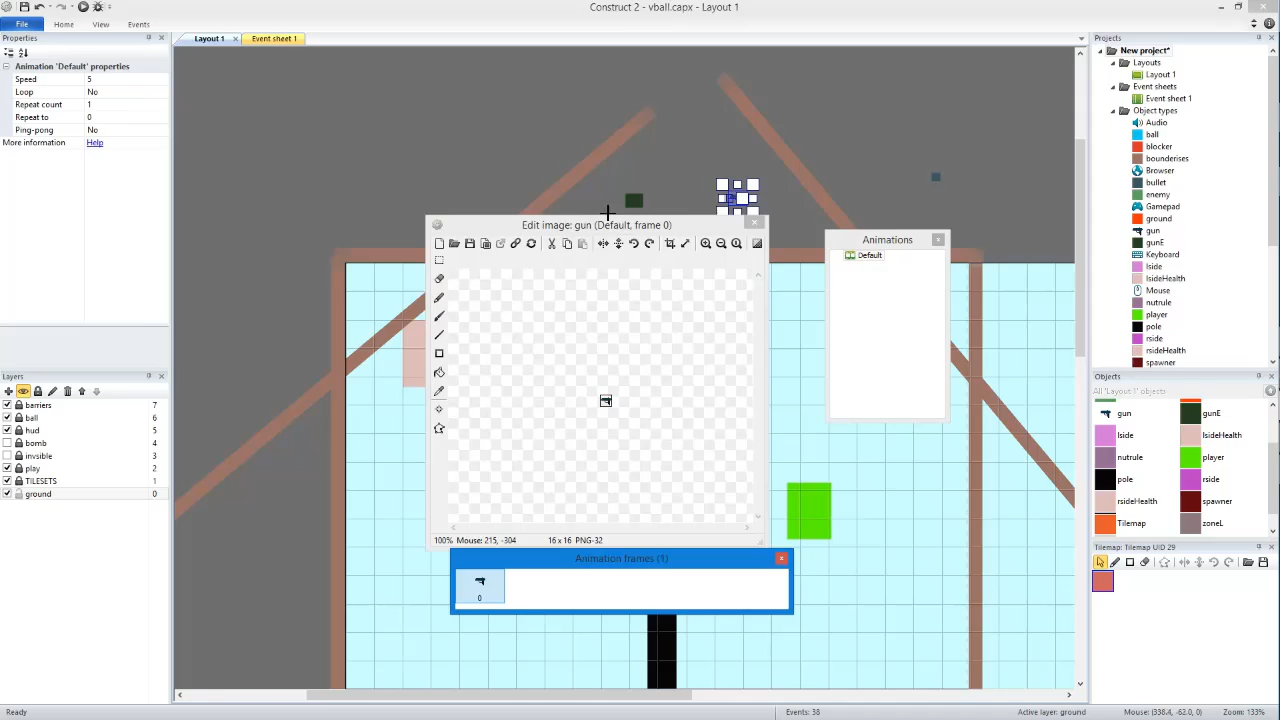 Construct 2 - vball.capx - Layout 1
File
Home
View
Events
Properties
Animation 'Default' properties
Speed 5
Loop No
Repeat count 1
Repeat to 0
Ping-pong No
More information Help
Layers
barriers 7
ball 6
hud 5
bomb 4
invsible 3
play 2
TILESETS 1
ground 0
Layout 1
Event sheet 1
Edit image: gun (Default, frame 0)
100% Mouse: 215, -304 16 x 16 PNG-32
Animations
Default
Animation frames (1)
0
Projects
New project*
Layouts
Layout 1
Event sheets
Event sheet 1
Object types
Audio
ball
blocker
bounderises
Browser
bullet
enemy
Gamepad
ground
gun
gunE
Keyboard
lside
lsideHealth
Mouse
nutrule
player
pole
rside
rsideHealth
spawner
Objects
All 'Layout 1' objects
gun gunE
lside lsideHealth
nutrule player
pole rside
rsideHealth spawner
Tilemap zoneL
Tilemap: Tilemap UID 29
Ready
Events: 38
Active layer: ground
Mouse: (338.4, -62.0, 0)
Zoom: 133%